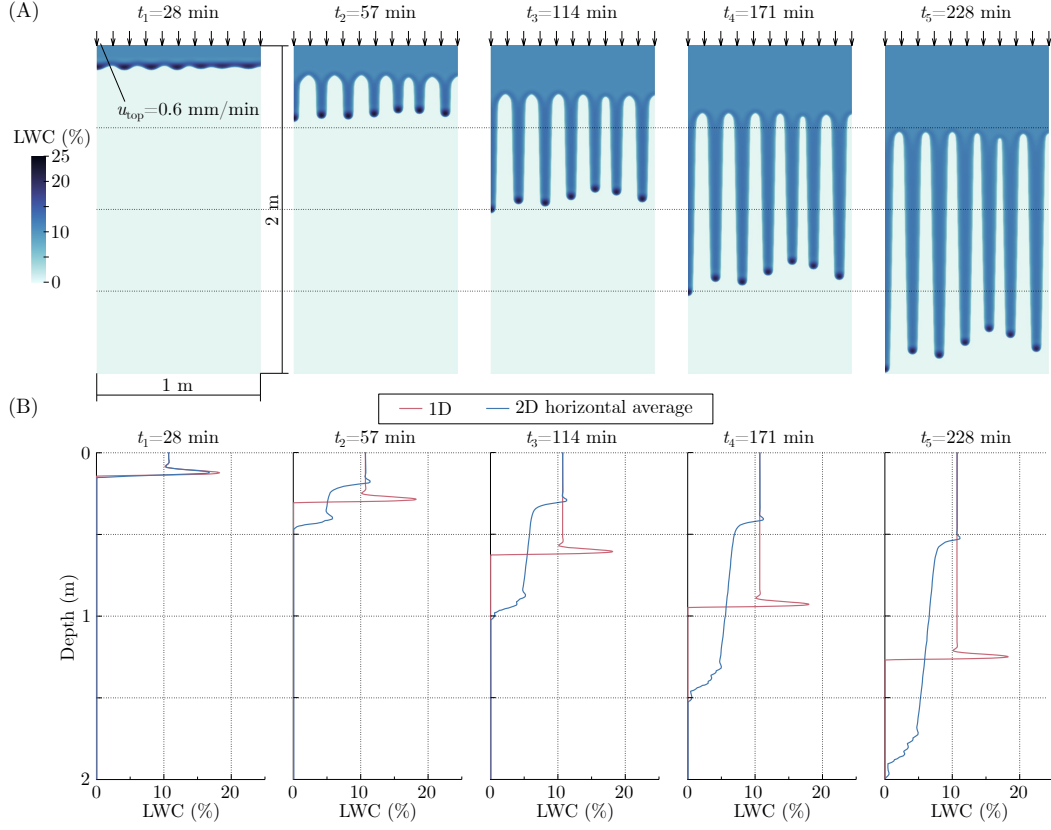 (A)
t₁=28 min
t₂=57 min
t₃=114 min
t₄=171 min
t₅=228 min
u_top=0.6 mm/min
LWC (%)
25
20
10
0
2 m
1 m
(B)
1D
2D horizontal average
t₁=28 min
t₂=57 min
t₃=114 min
t₄=171 min
t₅=228 min
0
1
2
Depth (m)
0 10 20
0 10 20
0 10 20
0 10 20
0 10 20
LWC (%)
LWC (%)
LWC (%)
LWC (%)
LWC (%)